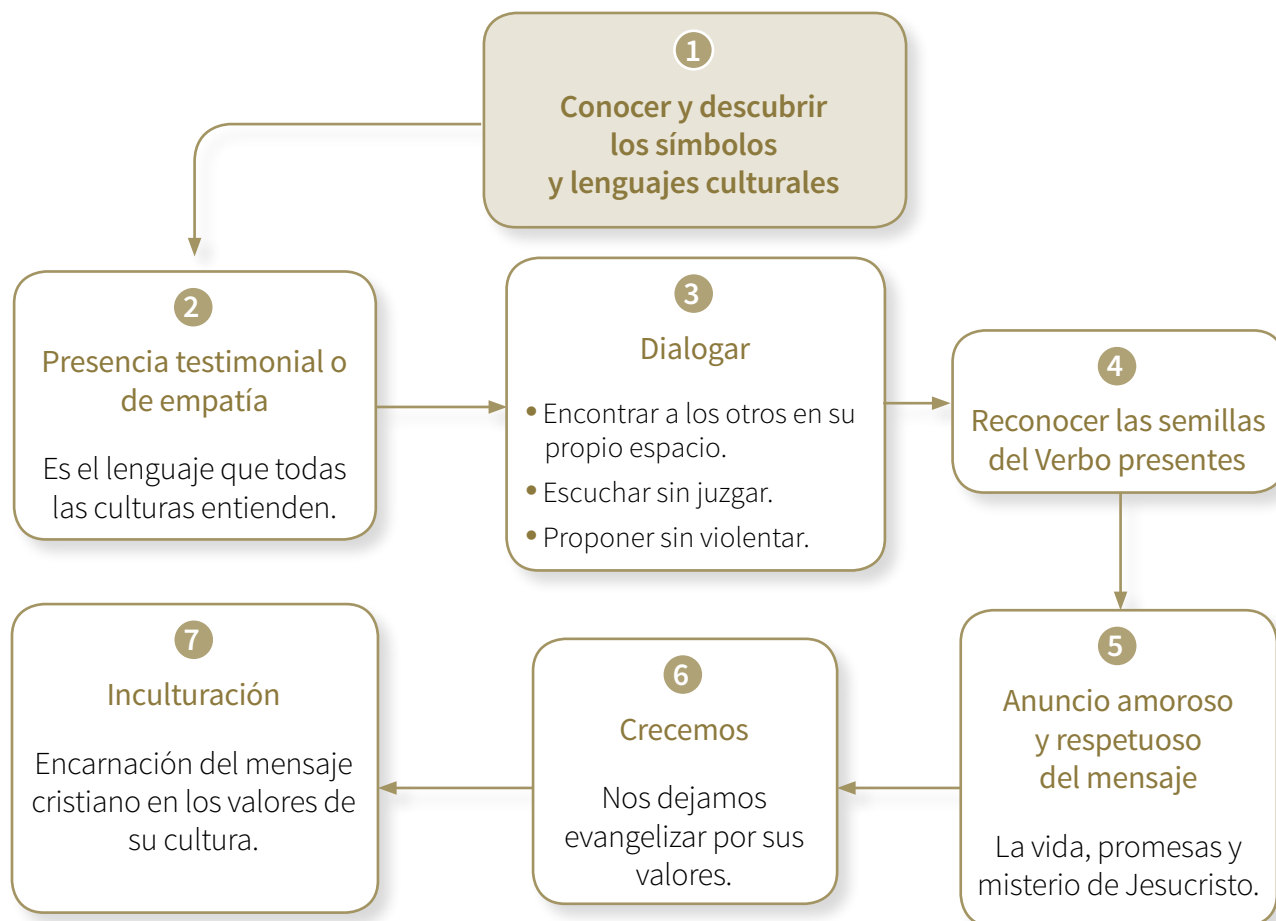 1
Conocer y descubrir
los símbolos
y lenguajes culturales
2
Presencia testimonial o
de empatía
Es el lenguaje que todas
las culturas entienden.
3
Dialogar
• Encontrar a los otros en su
propio espacio.
• Escuchar sin juzgar.
• Proponer sin violentar.
4
Reconocer las semillas
del Verbo presentes
5
Anuncio amoroso
y respetuoso
del mensaje
La vida, promesas y
misterio de Jesucristo.
6
Crecemos
Nos dejamos
evangelizar por sus
valores.
7
Inculturación
Encarnación del mensaje
cristiano en los valores de
su cultura.